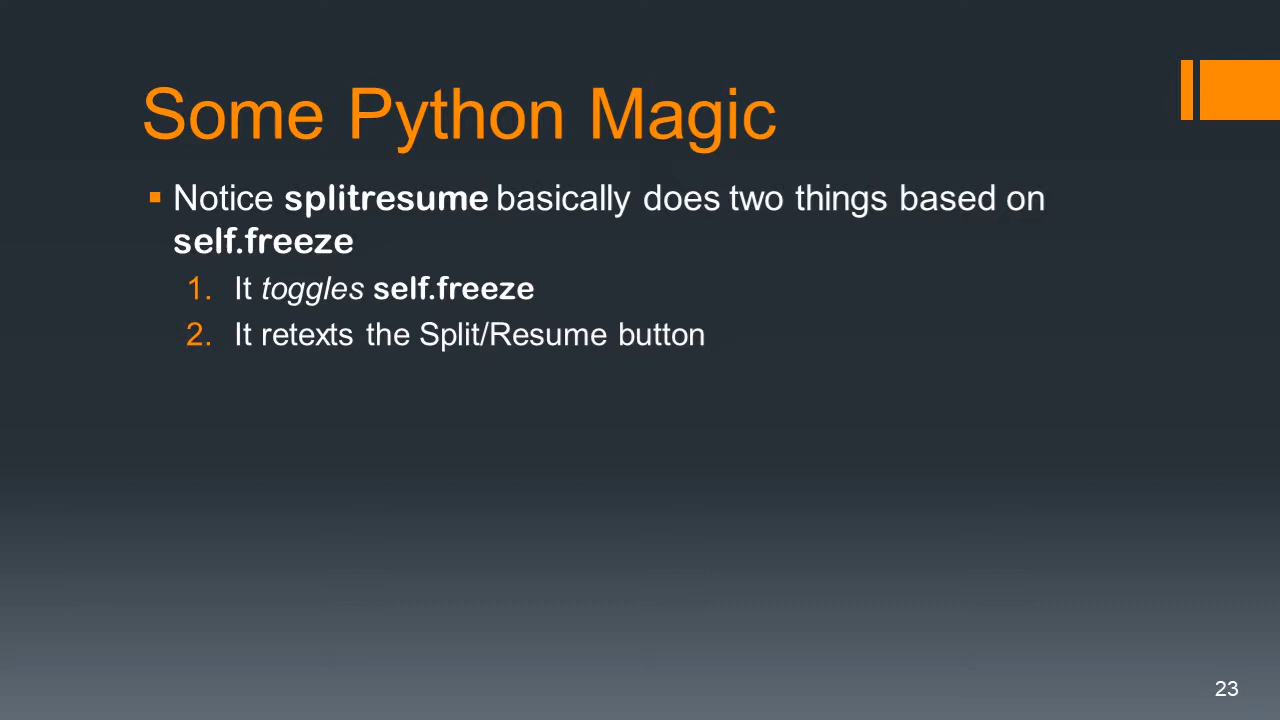 Some Python Magic
▪ Notice splitresume basically does two things based on
self.freeze
1. It toggles self.freeze
2. It retexts the Split/Resume button
23